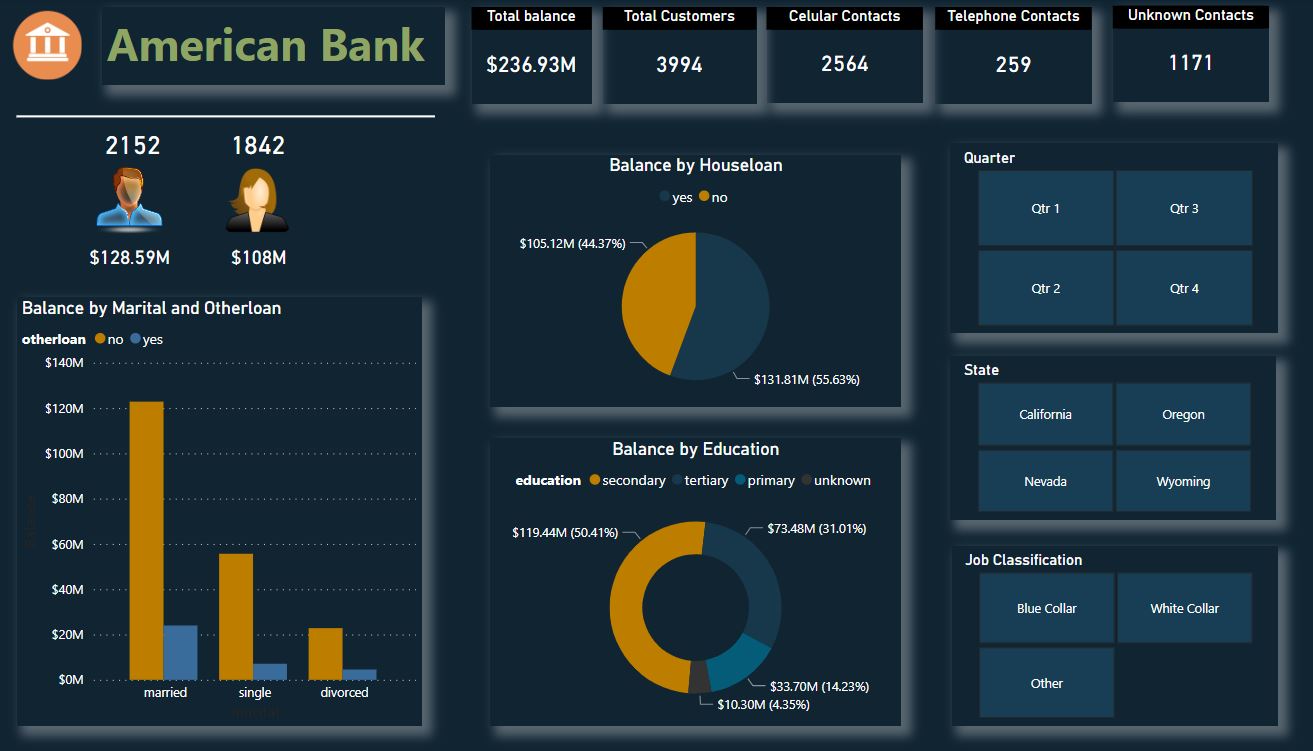 American Bank
Total balance
$236.93M
Total Customers
3994
Celular Contacts
2564
Telephone Contacts
259
Unknown Contacts
1171
2152
1842
$128.59M
$108M
Balance by Marital and Otherloan
otherloan no yes
$140M
$120M
$100M
$80M
$60M
$40M
$20M
$0M
married single divorced
Balance by Houseloan
yes no
$105.12M (44.37%)
$131.81M (55.63%)
Balance by Education
education secondary tertiary primary unknown
$119.44M (50.41%)
$73.48M (31.01%)
$33.70M (14.23%)
$10.30M (4.35%)
Quarter
Qtr 1 Qtr 3
Qtr 2 Qtr 4
State
California Oregon
Nevada Wyoming
Job Classification
Blue Collar White Collar
Other